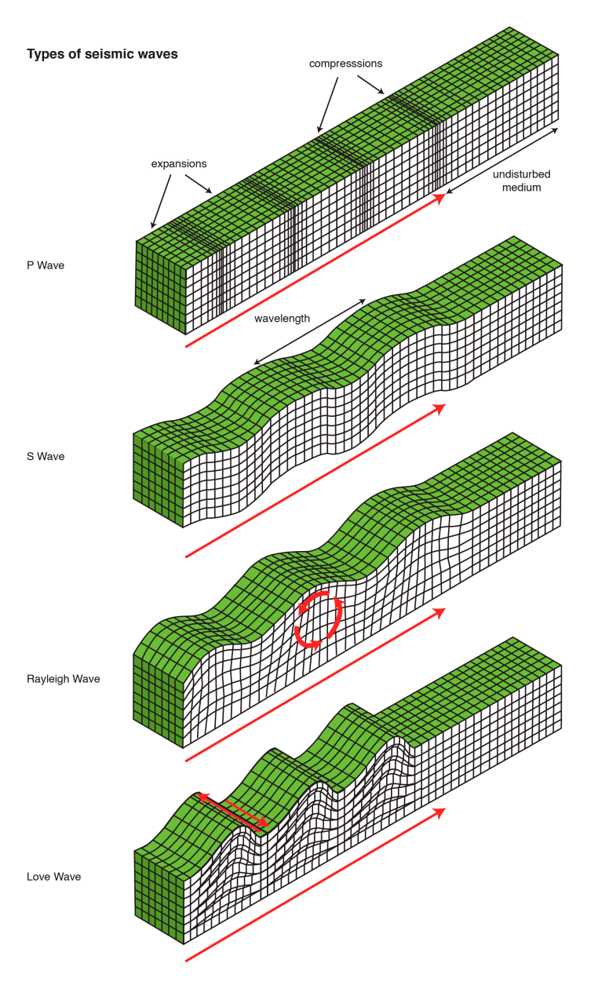 Types of seismic waves
compresssions
expansions
undisturbed
medium
P Wave
wavelength
S Wave
Rayleigh Wave
Love Wave